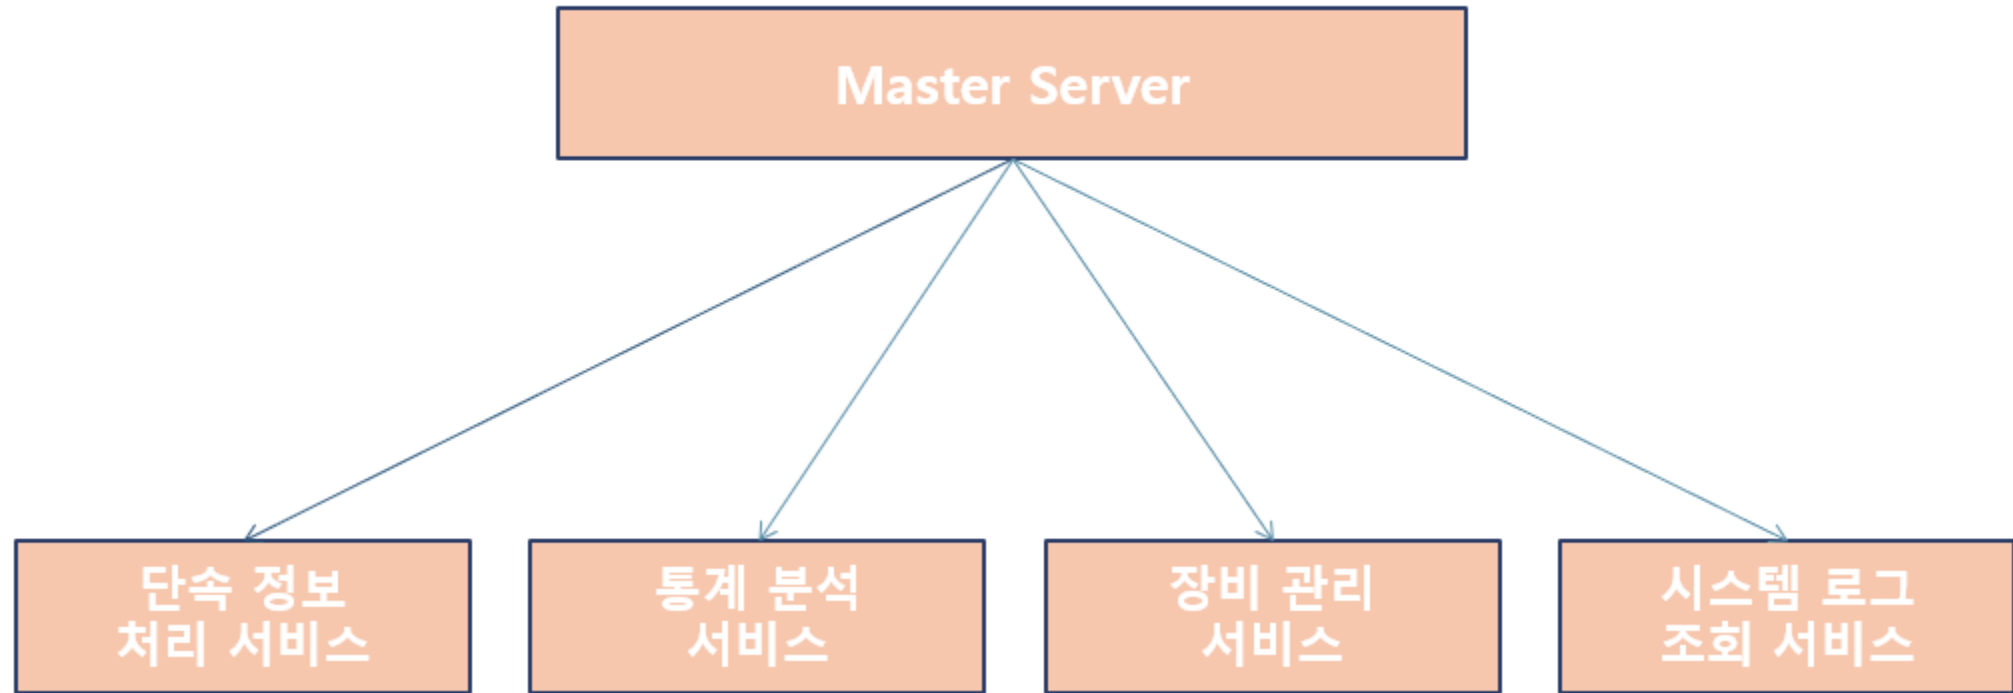 Master Server
단속 정보
처리 서비스
통계 분석
서비스
장비 관리
서비스
시스템 로그
조회 서비스